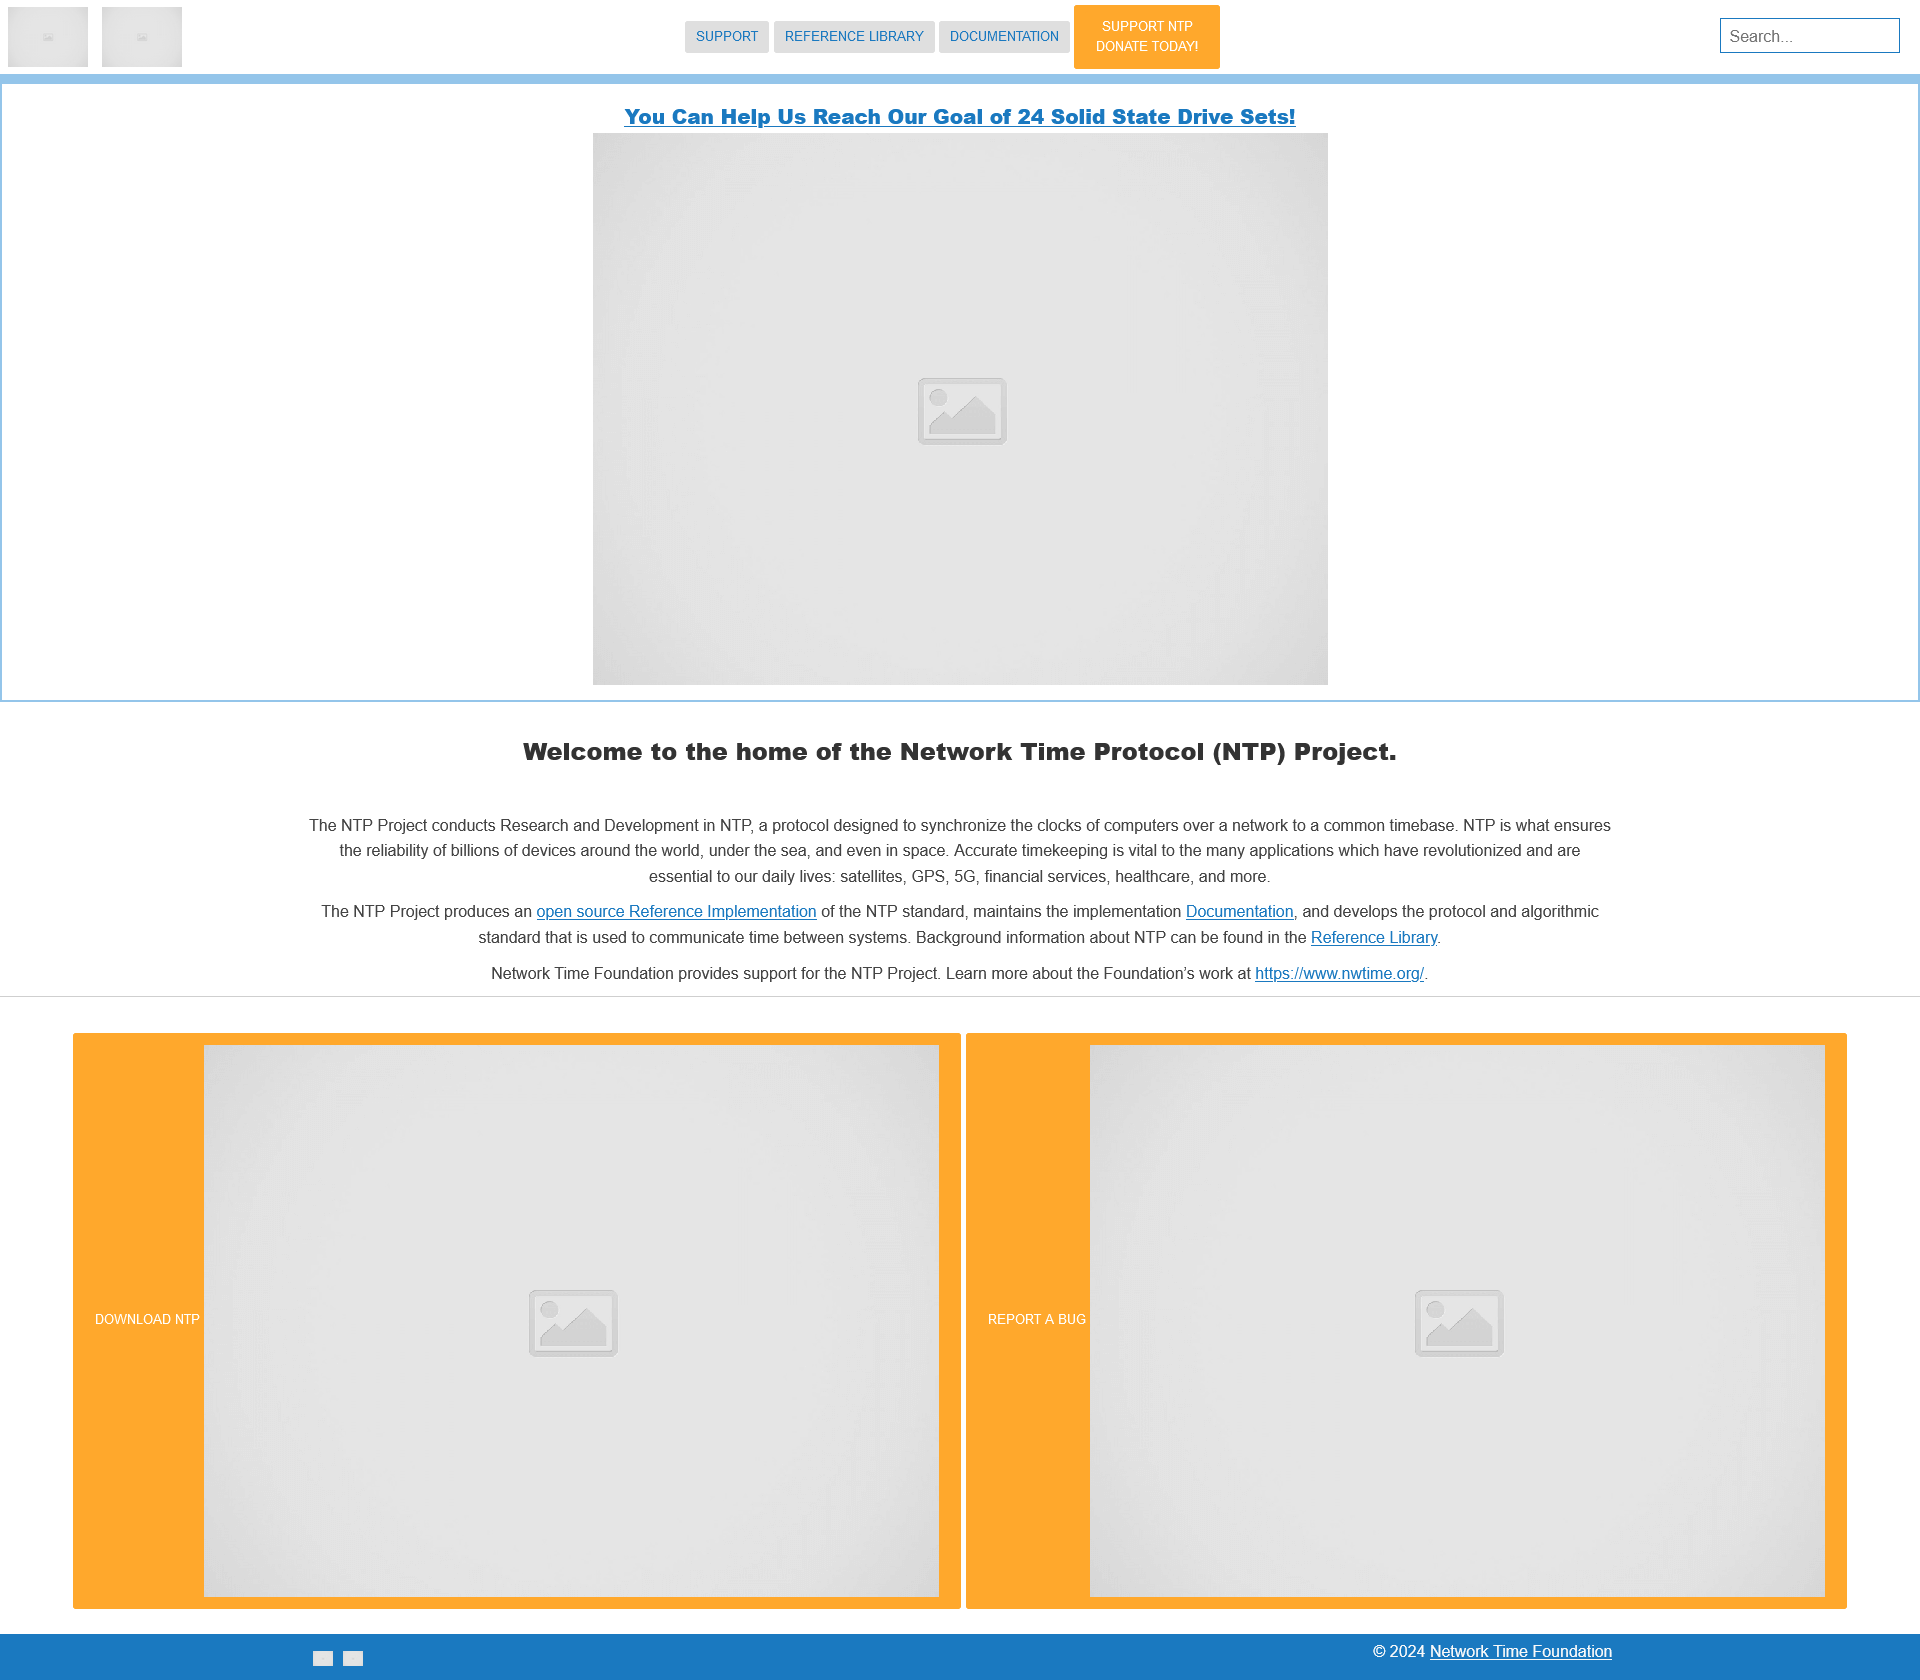 SUPPORT
REFERENCE LIBRARY
DOCUMENTATION
SUPPORT NTP
DONATE TODAY!
Search...
You Can Help Us Reach Our Goal of 24 Solid State Drive Sets!
Welcome to the home of the Network Time Protocol (NTP) Project.
The NTP Project conducts Research and Development in NTP, a protocol designed to synchronize the clocks of computers over a network to a common timebase. NTP is what ensures
the reliability of billions of devices around the world, under the sea, and even in space. Accurate timekeeping is vital to the many applications which have revolutionized and are
essential to our daily lives: satellites, GPS, 5G, financial services, healthcare, and more.
The NTP Project produces an open source Reference Implementation of the NTP standard, maintains the implementation Documentation, and develops the protocol and algorithmic
standard that is used to communicate time between systems. Background information about NTP can be found in the Reference Library.
Network Time Foundation provides support for the NTP Project. Learn more about the Foundation’s work at https://www.nwtime.org/.
DOWNLOAD NTP
REPORT A BUG
© 2024 Network Time Foundation